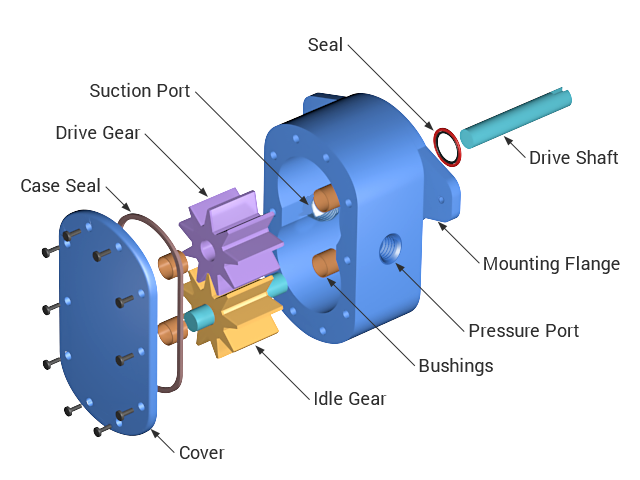 Seal
Suction Port
Drive Gear
Drive Shaft
Case Seal
Mounting Flange
Pressure Port
Bushings
Idle Gear
Cover